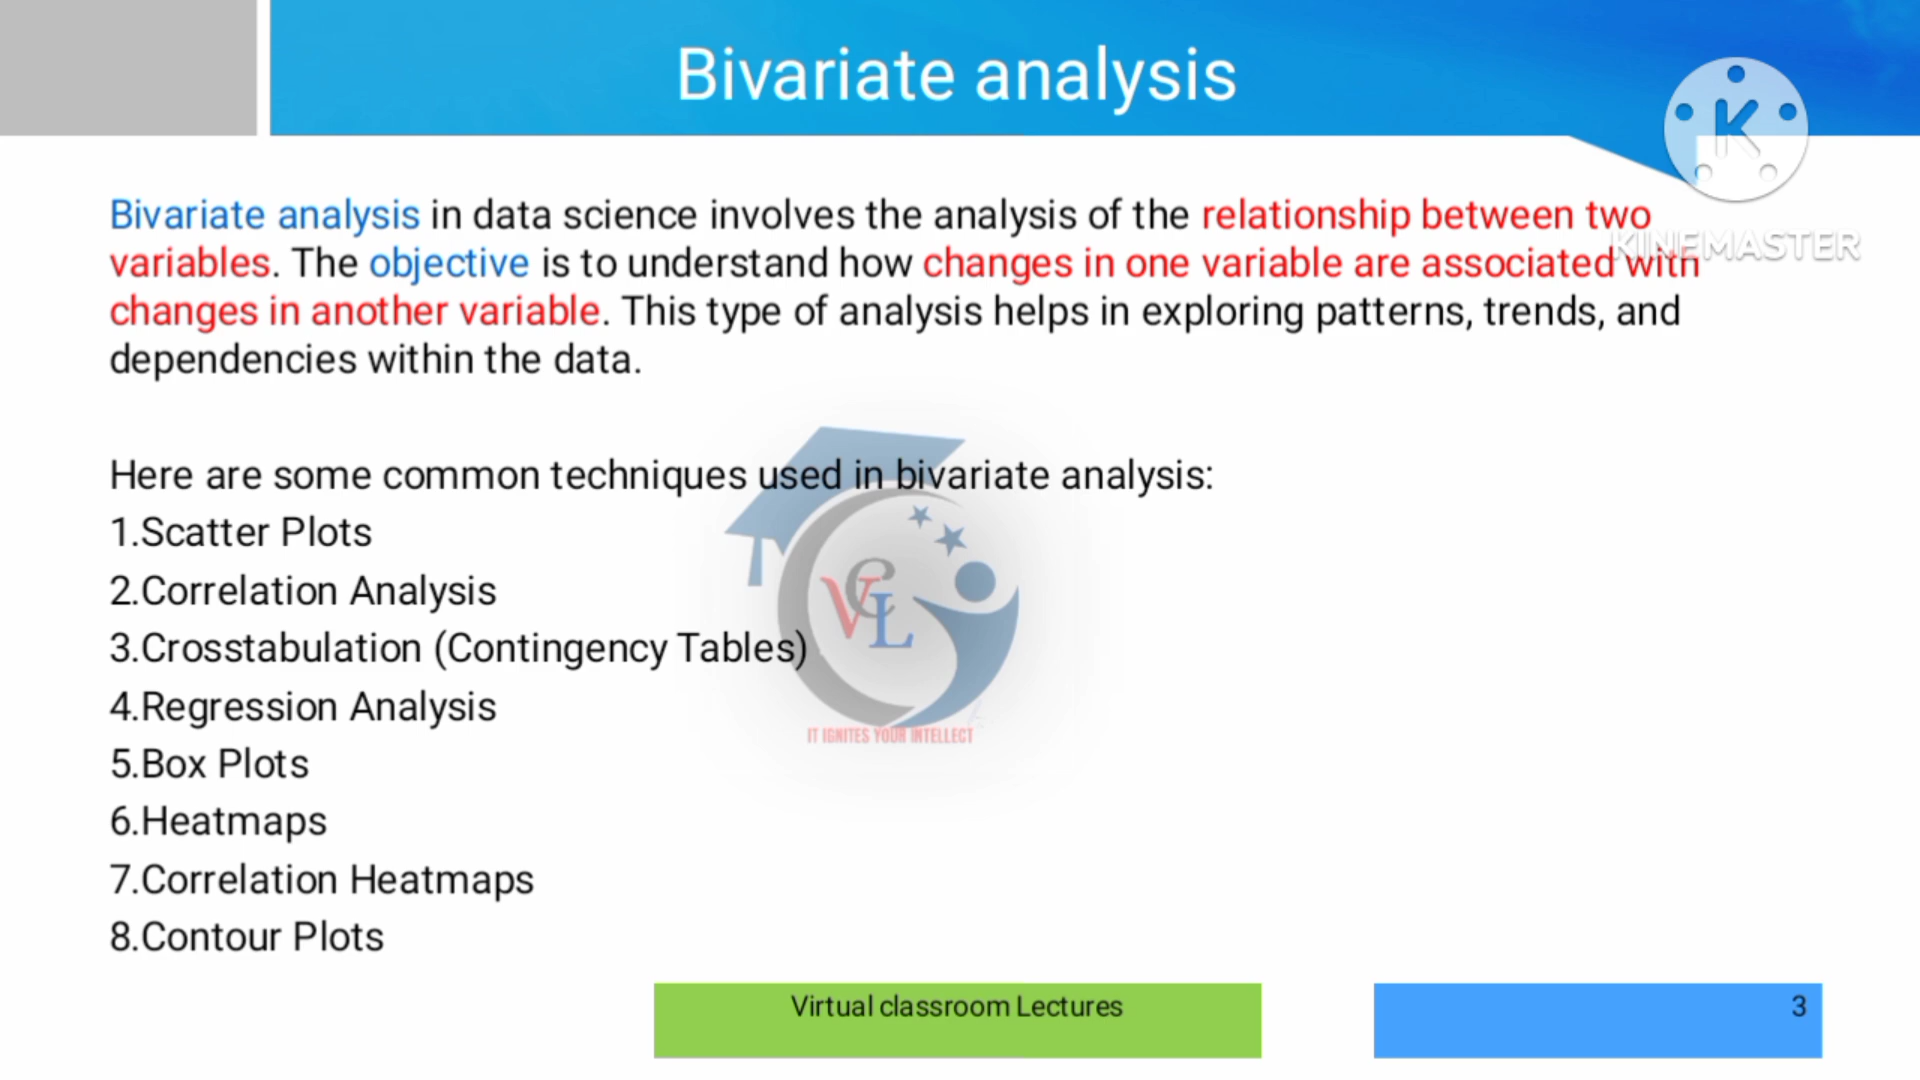 Bivariate analysis
K
KINEMASTER
Bivariate analysis in data science involves the analysis of the relationship between two
variables. The objective is to understand how changes in one variable are associated with
changes in another variable. This type of analysis helps in exploring patterns, trends, and
dependencies within the data.
Here are some common techniques used in bivariate analysis:
1.Scatter Plots
2.Correlation Analysis
3.Crosstabulation (Contingency Tables)
4.Regression Analysis
5.Box Plots
6.Heatmaps
7.Correlation Heatmaps
8.Contour Plots
VCL
IT IGNITES YOUR INTELLECT
Virtual classroom Lectures
3